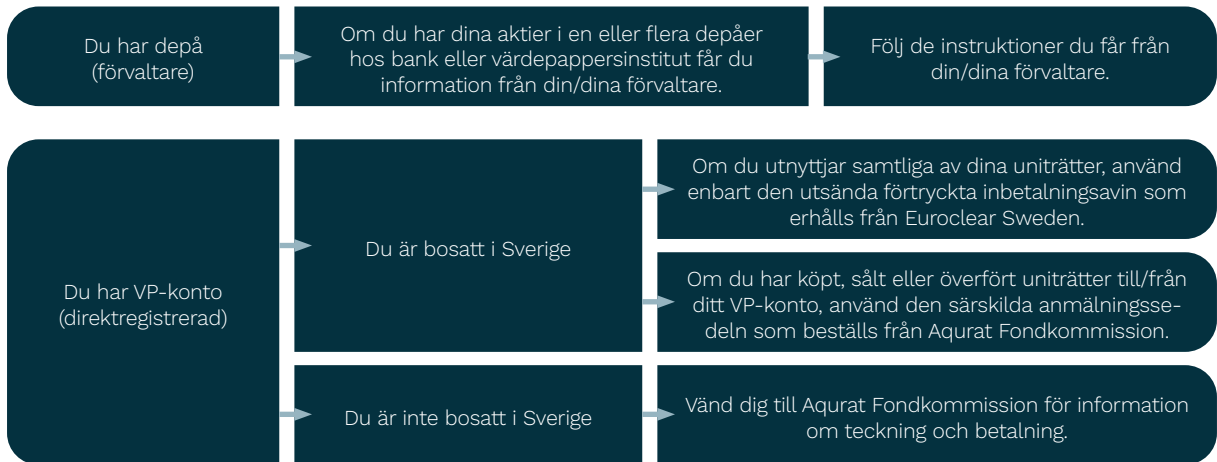 Du har depå
(förvaltare)
Om du har dina aktier i en eller flera depåer
hos bank eller värdepappersinstitut får du
information från din/dina förvaltare.
Följ de instruktioner du får från
din/dina förvaltare.
Du har VP-konto
(direktregistrerad)
Du är bosatt i Sverige
Om du utnyttjar samtliga av dina uniträtter, använd
enbart den utsända förtryckta inbetalningsavin som
erhålls från Euroclear Sweden.
Om du har köpt, sålt eller överfört uniträtter till/från
ditt VP-konto, använd den särskilda anmälningsse-
deln som beställs från Aqurat Fondkommission.
Du är inte bosatt i Sverige
Vänd dig till Aqurat Fondkommission för information
om teckning och betalning.